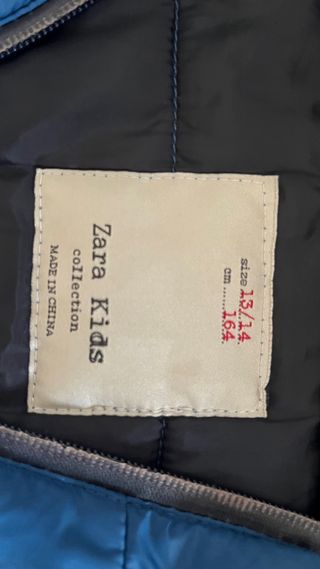 size 13/14
cm ...... 164
Zara Kids
collection
MADE IN CHINA